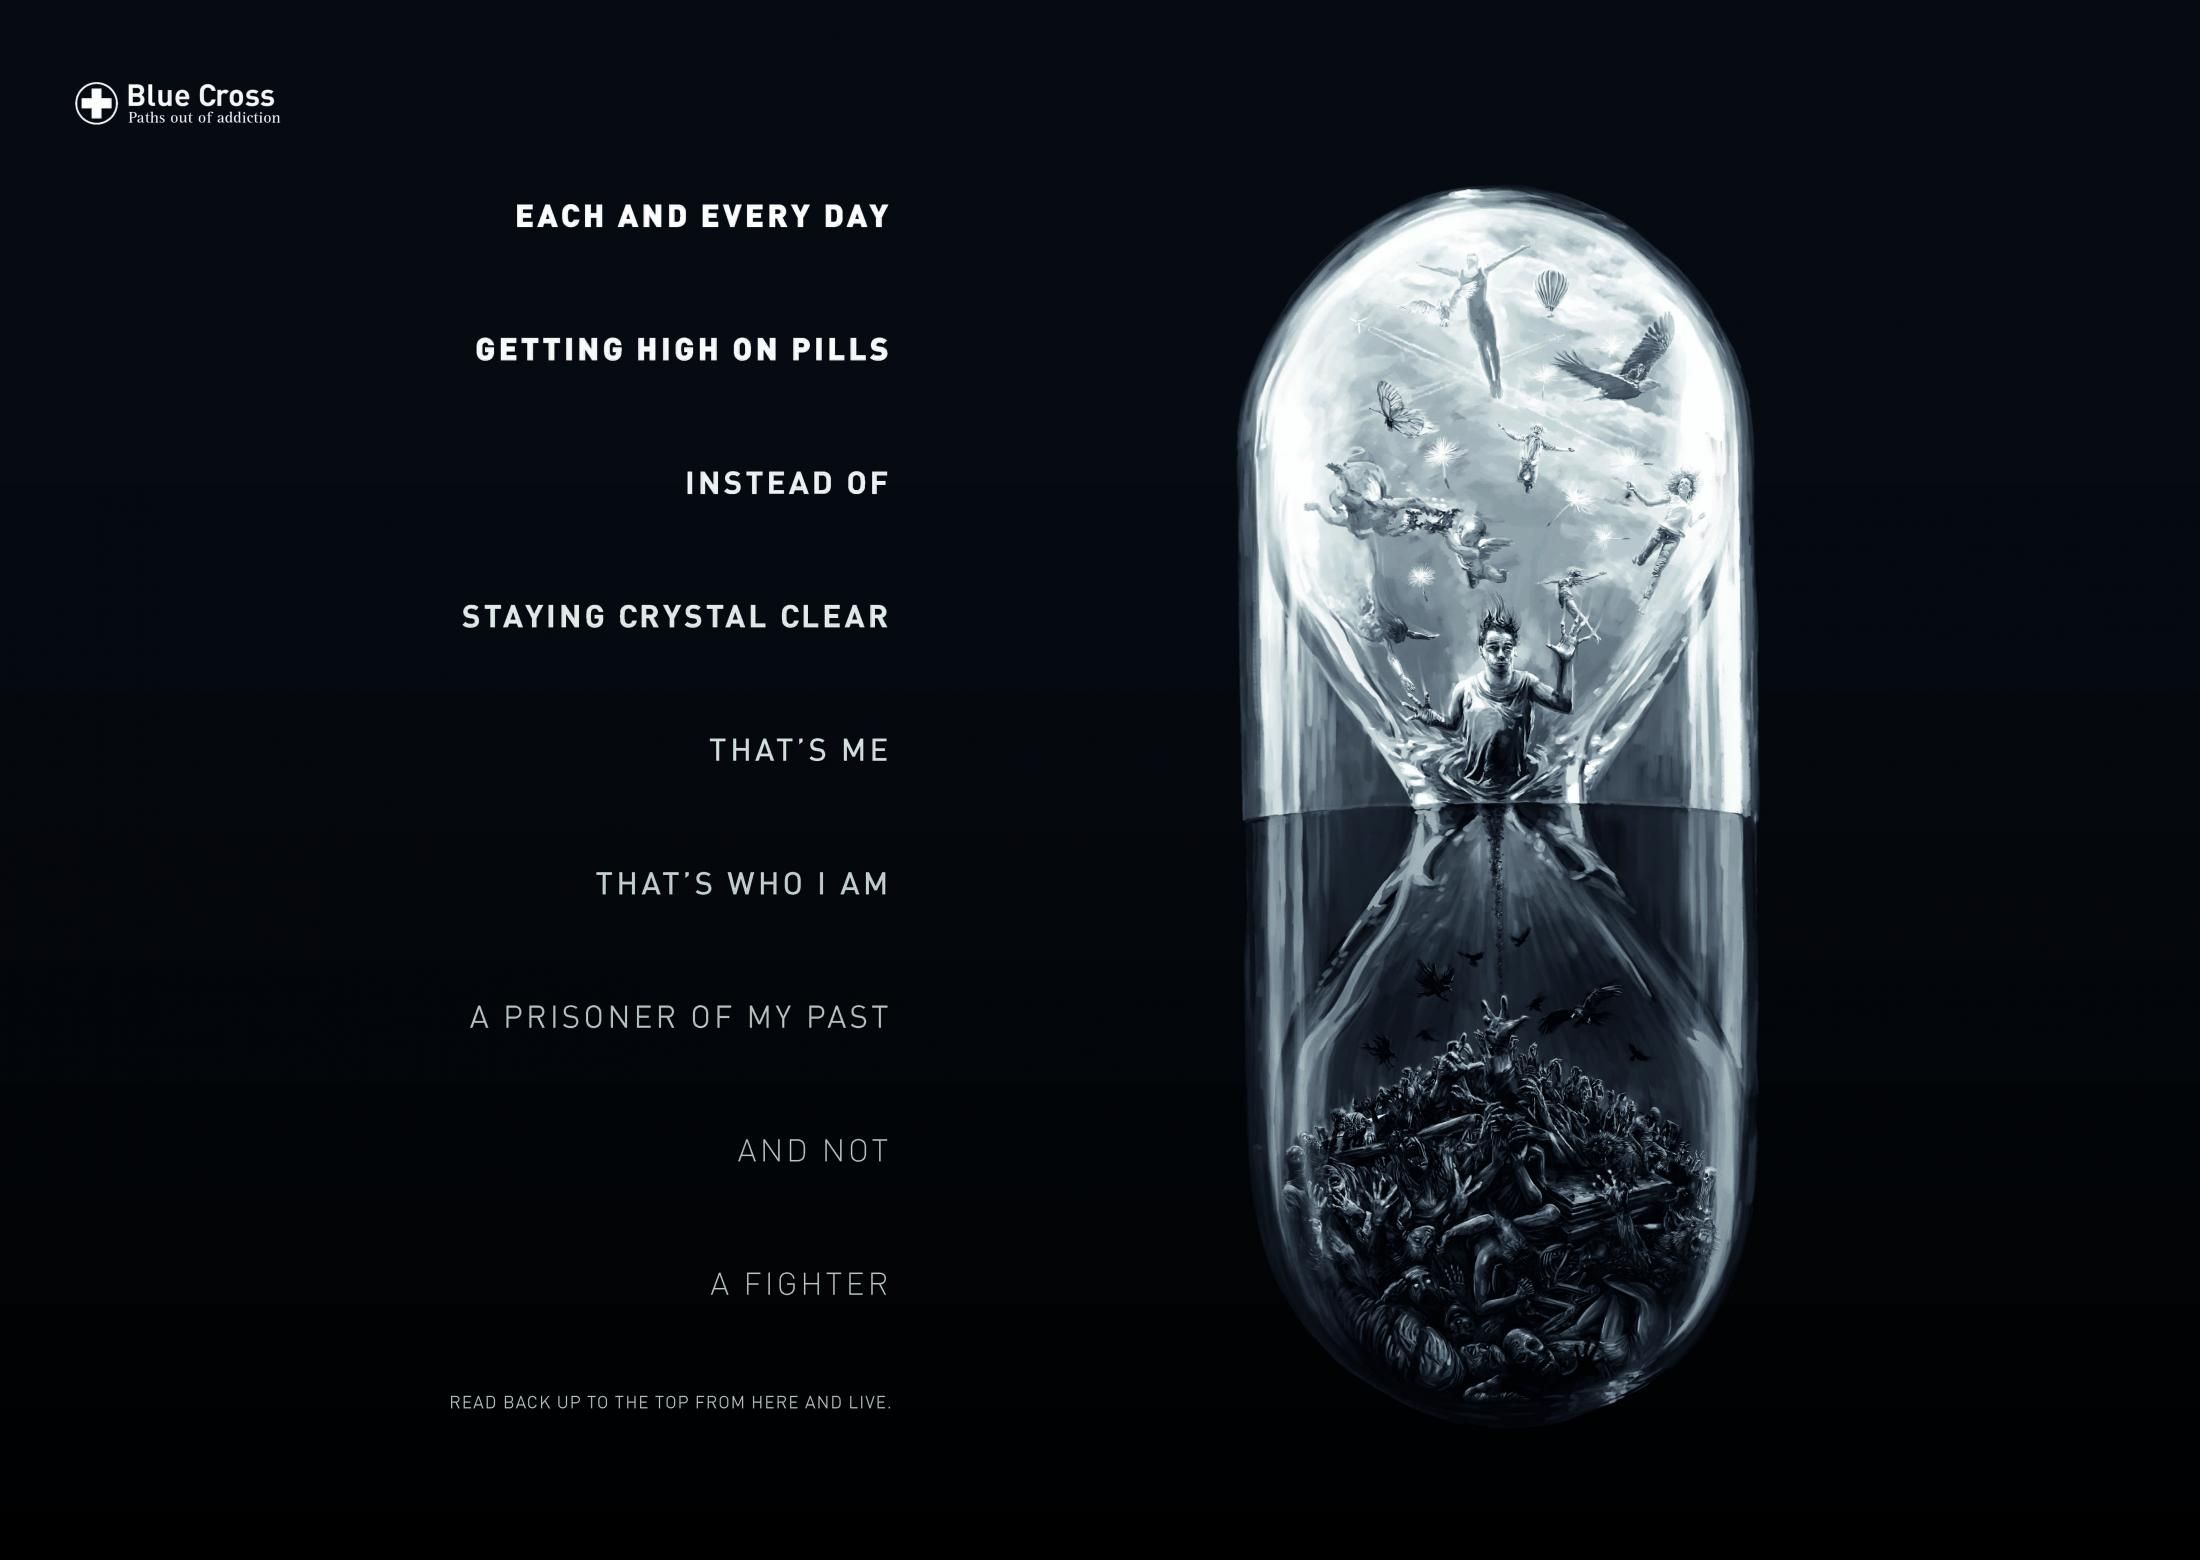 Blue Cross
Paths out of addiction
EACH AND EVERY DAY
GETTING HIGH ON PILLS
INSTEAD OF
STAYING CRYSTAL CLEAR
THAT'S ME
THAT'S WHO I AM
A PRISONER OF MY PAST
AND NOT
A FIGHTER
READ BACK UP TO THE TOP FROM HERE AND LIVE.